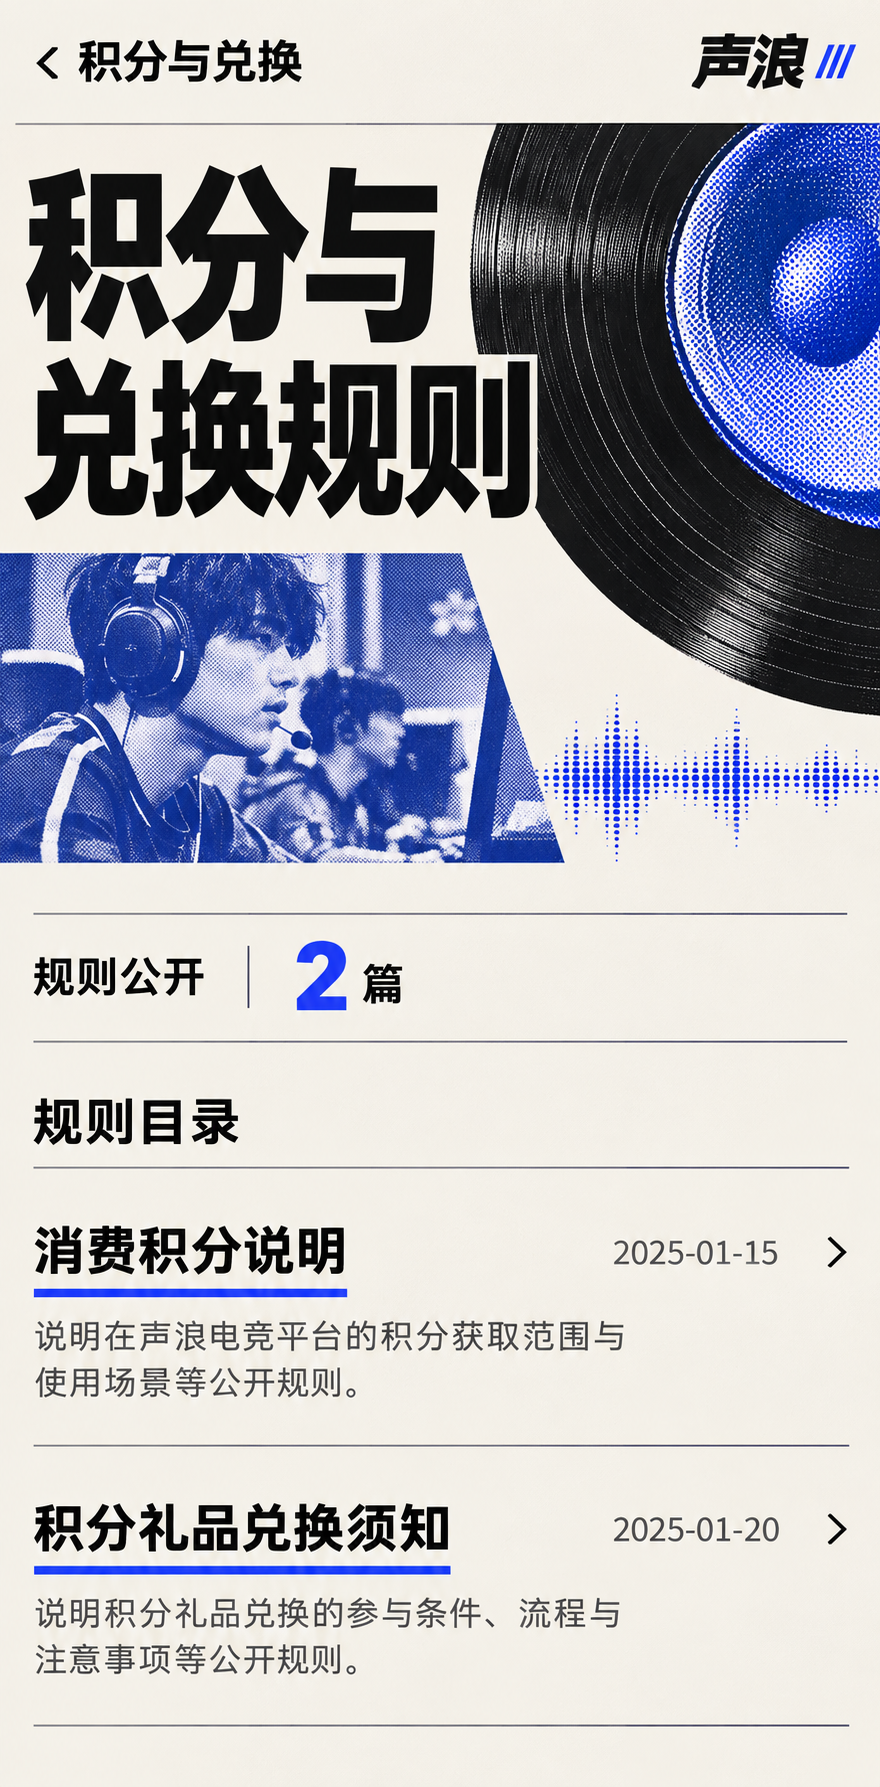 积分与兑换
声浪
积分与
兑换规则
规则公开
2篇
规则目录
消费积分说明
2025-01-15
说明在声浪电竞平台的积分获取范围与
使用场景等公开规则。
积分礼品兑换须知
2025-01-20
说明积分礼品兑换的参与条件、流程与
注意事项等公开规则。